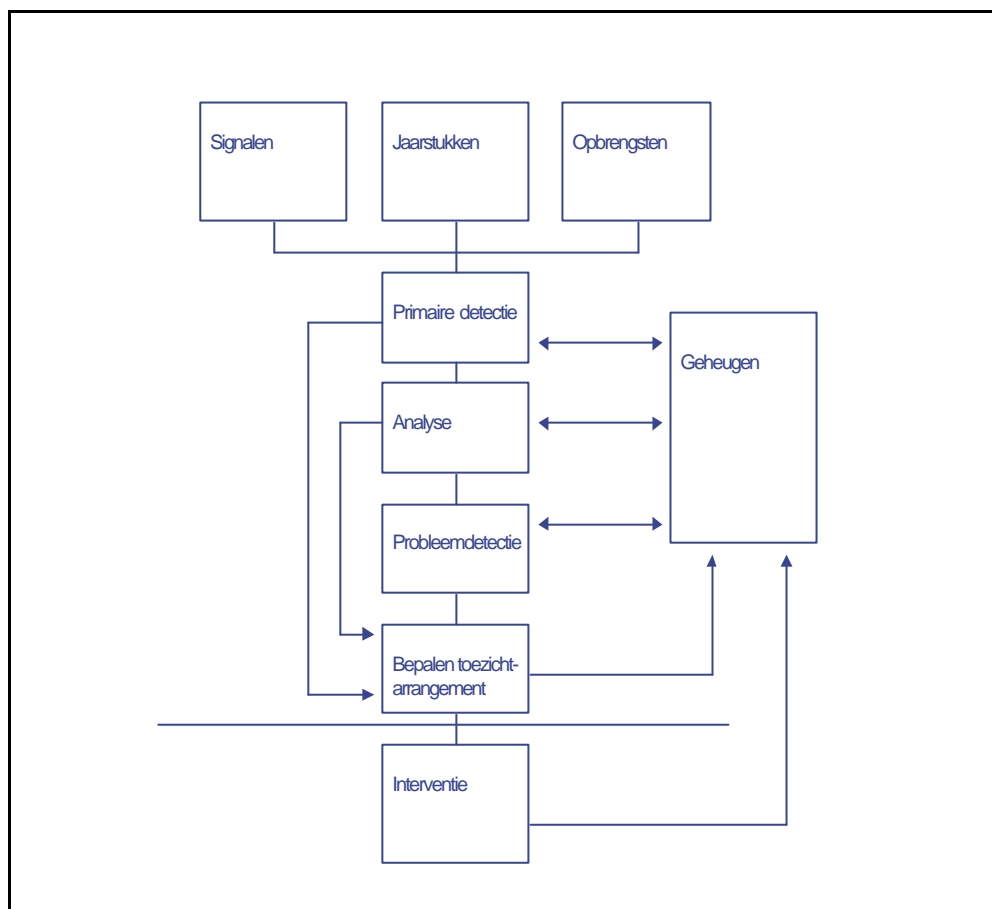 Signalen
Jaarstukken
Opbrengsten
Primaire detectie
Geheugen
Analyse
Probleemdetectie
Bepalen toezicht-
arrangement
Interventie